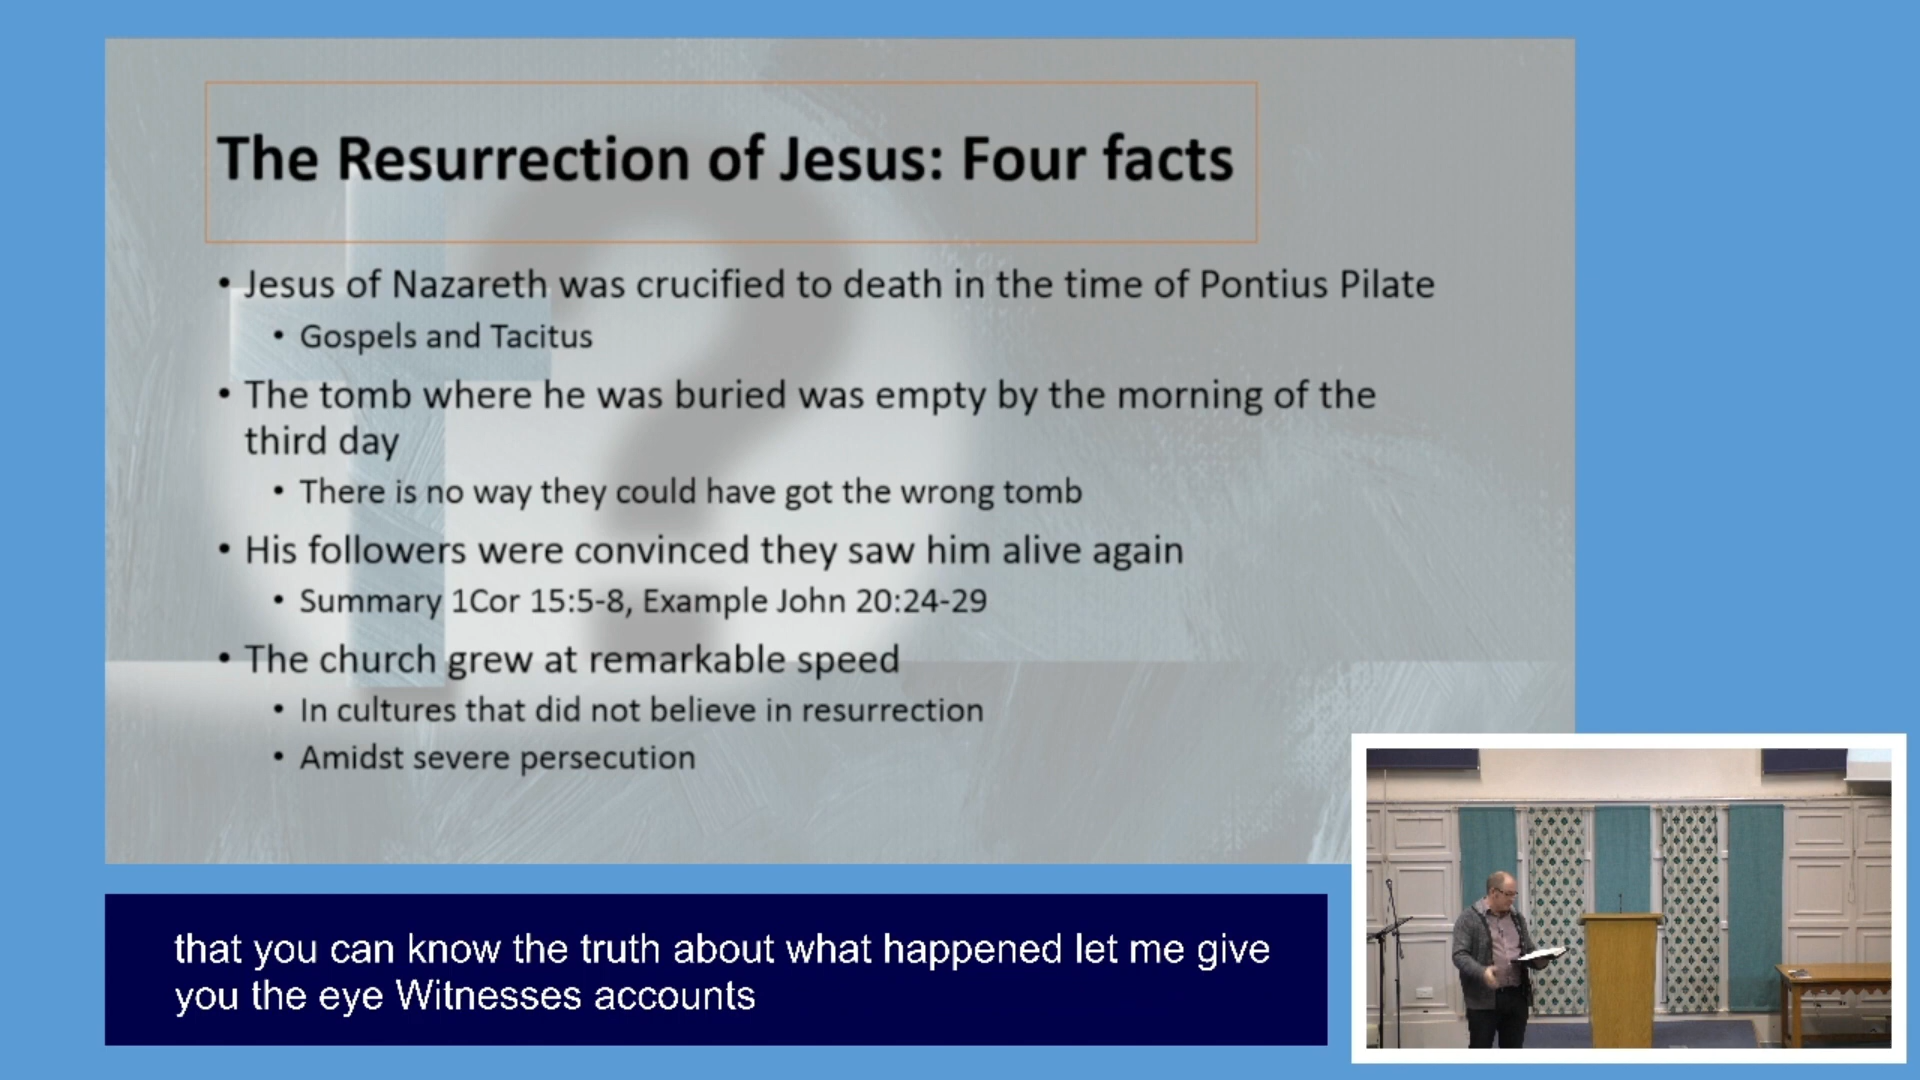 The Resurrection of Jesus: Four facts
• Jesus of Nazareth was crucified to death in the time of Pontius Pilate
• Gospels and Tacitus
• The tomb where he was buried was empty by the morning of the
third day
• There is no way they could have got the wrong tomb
• His followers were convinced they saw him alive again
• Summary 1Cor 15:5-8, Example John 20:24-29
• The church grew at remarkable speed
• In cultures that did not believe in resurrection
• Amidst severe persecution
that you can know the truth about what happened let me give
you the eye Witnesses accounts